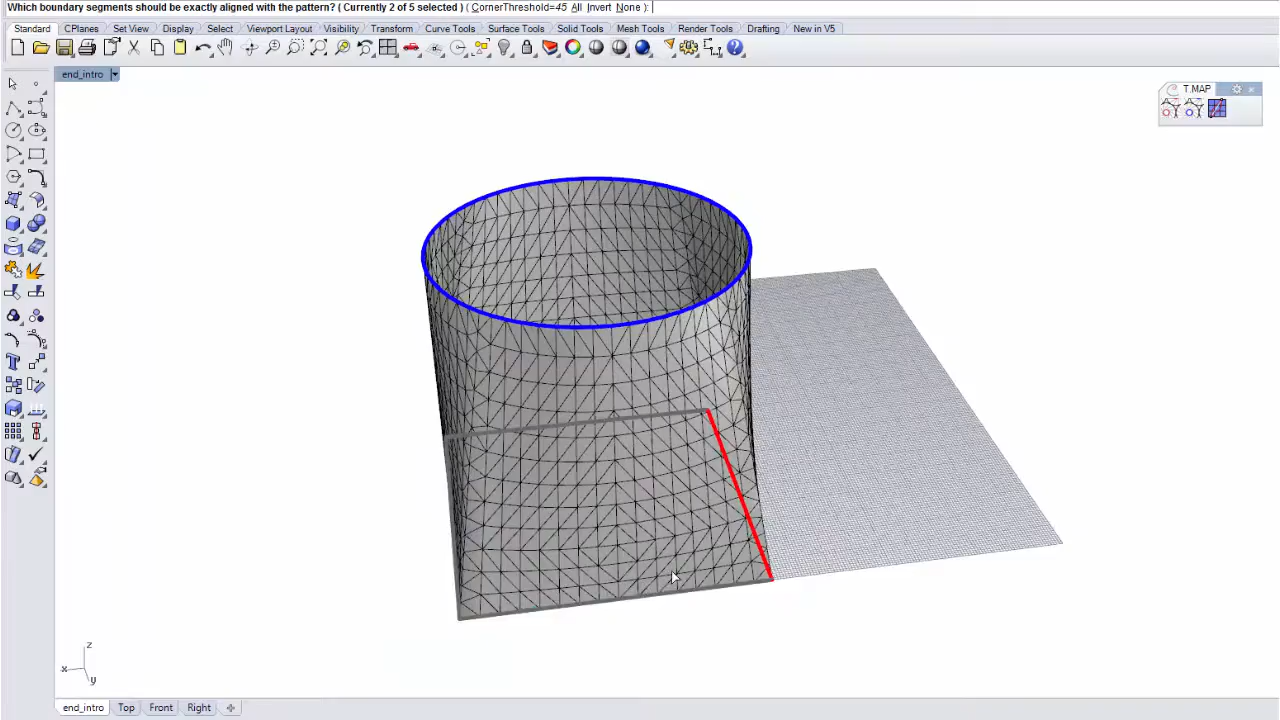 Which boundary segments should be exactly aligned with the pattern? ( Currently 2 of 5 selected ) ( CornerThreshold=45 All Invert None ):
Standard CPlanes Set View Display Select Viewport Layout Visibility Transform Curve Tools Surface Tools Solid Tools Mesh Tools Render Tools Drafting New in V5
end_intro
T.MAP
z
x
y
end_intro Top Front Right